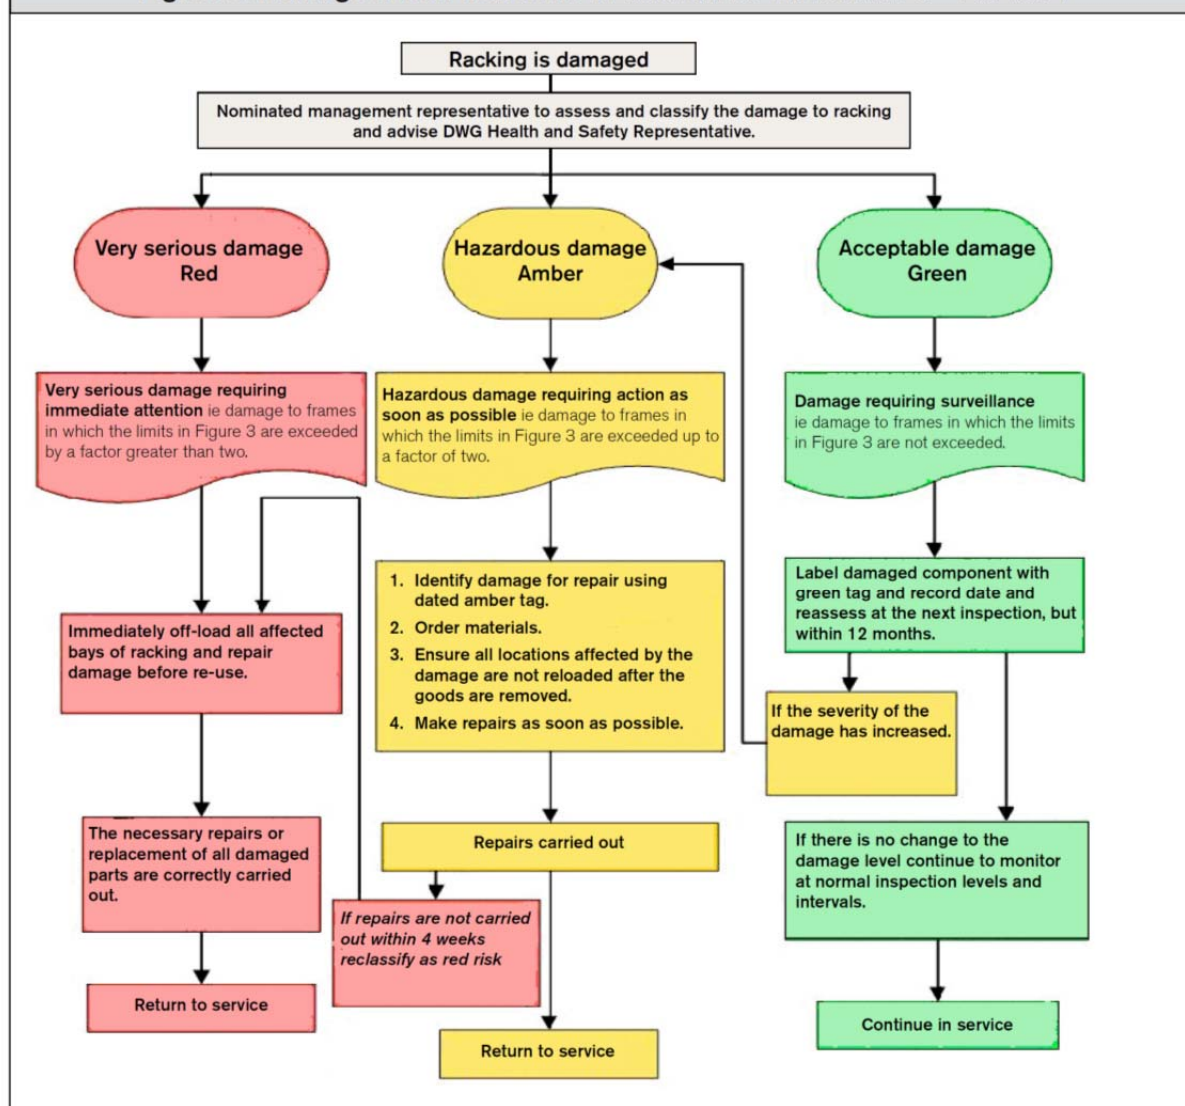 Racking is damaged
Nominated management representative to assess and classify the damage to racking
and advise DWG Health and Safety Representative.
Very serious damage
Red
Hazardous damage
Amber
Acceptable damage
Green
Very serious damage requiring
immediate attention ie damage to frames
in which the limits in Figure 3 are exceeded
by a factor greater than two.
Hazardous damage requiring action as
soon as possible ie damage to frames in
which the limits in Figure 3 are exceeded up to
a factor of two.
Damage requiring surveillance
ie damage to frames in which the limits
in Figure 3 are not exceeded.
Immediately off-load all affected
bays of racking and repair
damage before re-use.
1. Identify damage for repair using
dated amber tag.
2. Order materials.
3. Ensure all locations affected by the
damage are not reloaded after the
goods are removed.
4. Make repairs as soon as possible.
Label damaged component with
green tag and record date and
reassess at the next inspection, but
within 12 months.
If the severity of the
damage has increased.
The necessary repairs or
replacement of all damaged
parts are correctly carried
out.
Repairs carried out
If there is no change to the
damage level continue to monitor
at normal inspection levels and
intervals.
If repairs are not carried
out within 4 weeks
reclassify as red risk
Return to service
Return to service
Continue in service